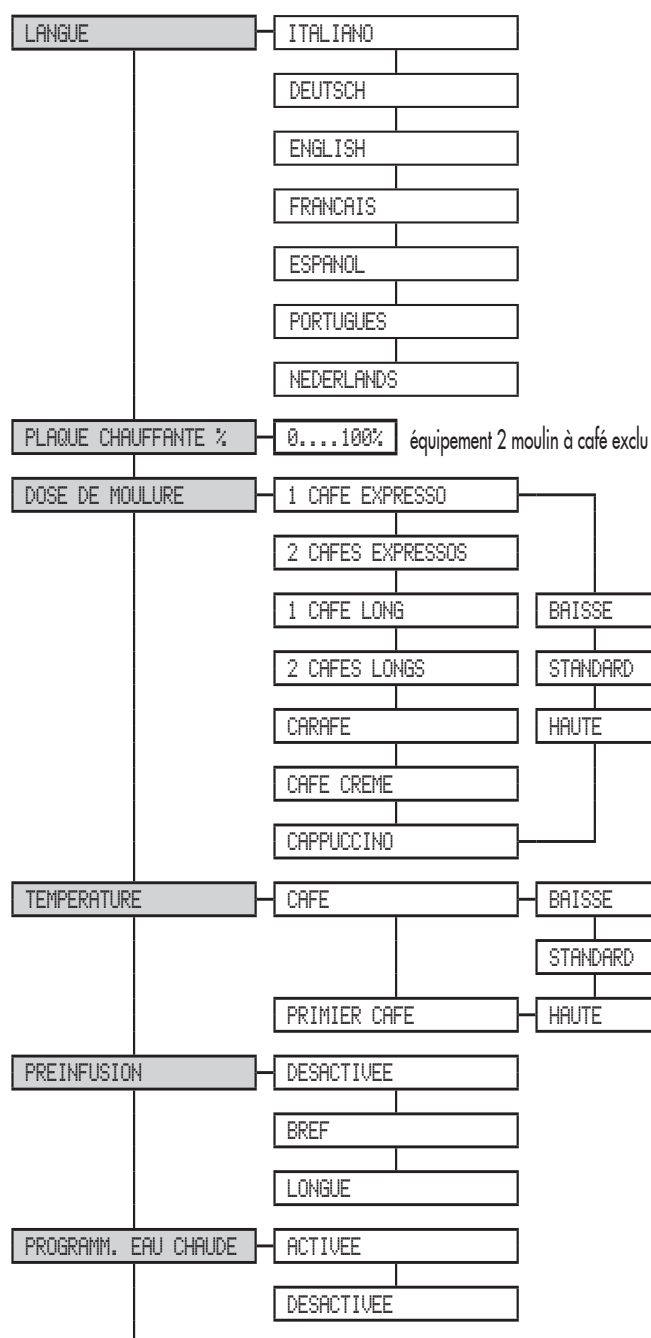 LANGUE ITALIANO
DEUTSCH
ENGLISH
FRANCAIS
ESPANOL
PORTUGUES
NEDERLANDS
PLAQUE CHAUFFANTE % 0....100% équipement 2 moulin à café exclu
DOSE DE MOULURE 1 CAFE EXPRESSO
2 CAFES EXPRESSOS
1 CAFE LONG BAISSE
2 CAFES LONGS STANDARD
CARAFE HAUTE
CAFE CREME
CAPPUCCINO
TEMPERATURE CAFE BAISSE
STANDARD
PRIMIER CAFE HAUTE
PREINFUSION DESACTIVEE
BREF
LONGUE
PROGRAMM. EAU CHAUDE ACTIVEE
DESACTIVEE